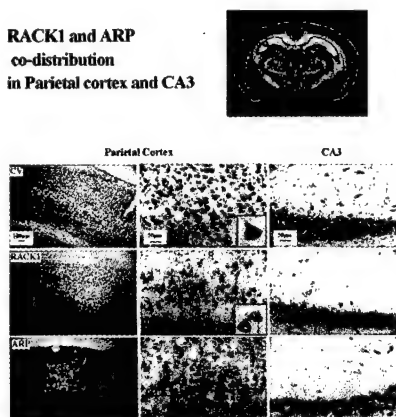 RACK1 and ARP
co-distribution
in Parietal cortex and CA3
Parietal Cortex
CA3
CV
RACK1
ARP